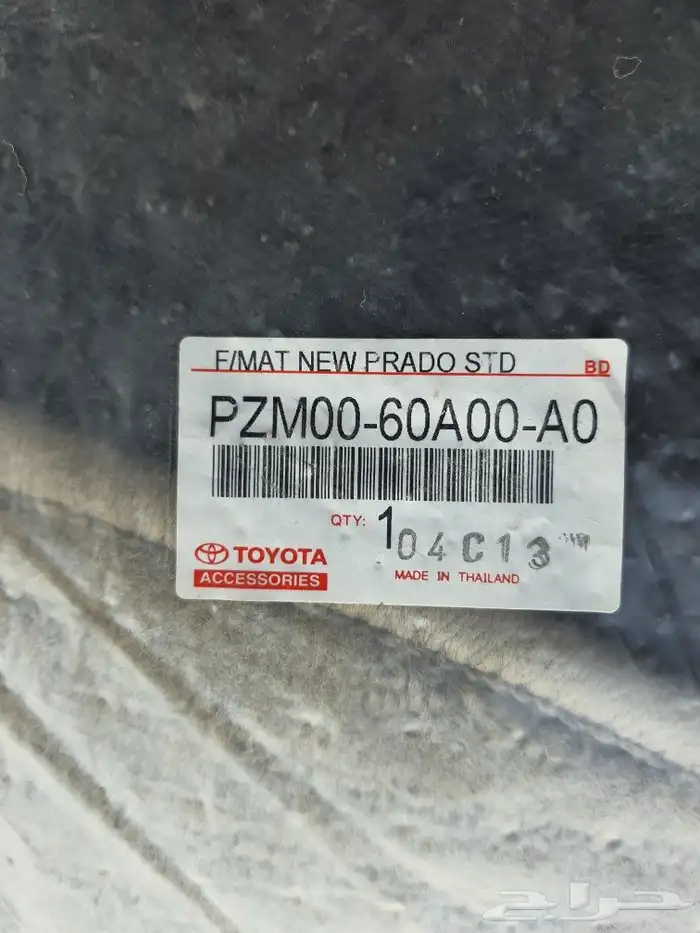 F/MAT NEW PRADO STD BD
PZM00-60A00-A0
QTY: 1
04C13
TOYOTA
ACCESSORIES
MADE IN THAILAND
حراج